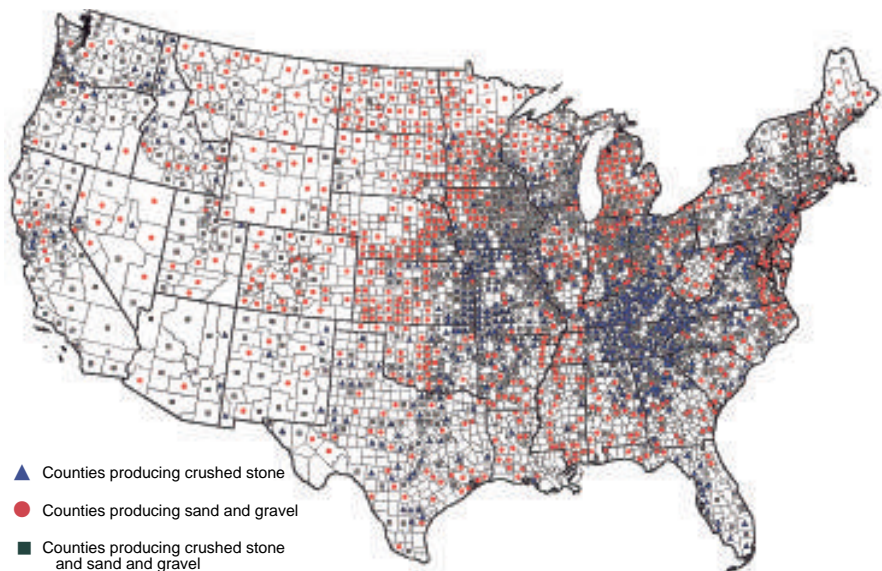 Counties producing crushed stone
Counties producing sand and gravel
Counties producing crushed stone
and sand and gravel